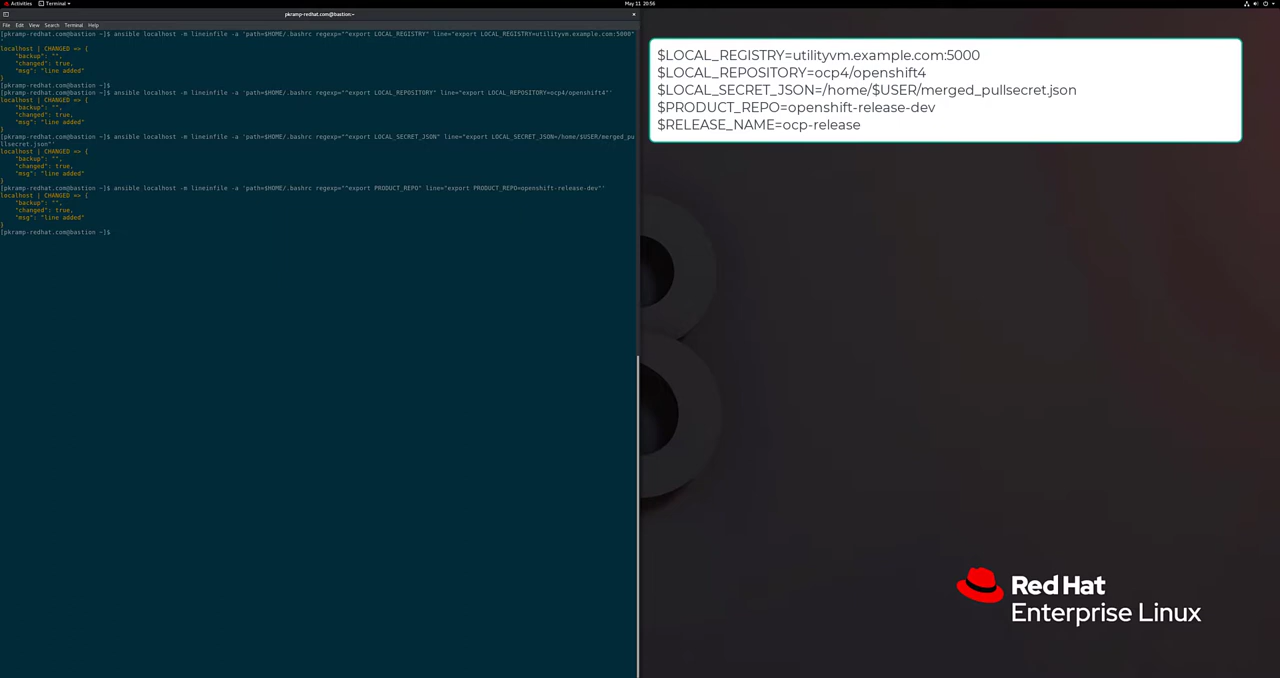 Activities
Terminal
May 11 20:56
pkramp-redhat.com@bastion:~
File Edit View Search Terminal Help
[pkramp-redhat.com@bastion ~]$ ansible localhost -m lineinfile -a 'path=$HOME/.bashrc regexp="^export LOCAL_REGISTRY" line="export LOCAL_REGISTRY=utilityvm.example.com:5000"
'
localhost | CHANGED => {
"backup": "",
"changed": true,
"msg": "line added"
}
[pkramp-redhat.com@bastion ~]$
[pkramp-redhat.com@bastion ~]$ ansible localhost -m lineinfile -a 'path=$HOME/.bashrc regexp="^export LOCAL_REPOSITORY" line="export LOCAL_REPOSITORY=ocp4/openshift4"'
localhost | CHANGED => {
"backup": "",
"changed": true,
"msg": "line added"
}
[pkramp-redhat.com@bastion ~]$ ansible localhost -m lineinfile -a 'path=$HOME/.bashrc regexp="^export LOCAL_SECRET_JSON" line="export LOCAL_SECRET_JSON=/home/$USER/merged_pu
llsecret.json"'
localhost | CHANGED => {
"backup": "",
"changed": true,
"msg": "line added"
}
[pkramp-redhat.com@bastion ~]$ ansible localhost -m lineinfile -a 'path=$HOME/.bashrc regexp="^export PRODUCT_REPO" line="export PRODUCT_REPO=openshift-release-dev"'
localhost | CHANGED => {
"backup": "",
"changed": true,
"msg": "line added"
}
[pkramp-redhat.com@bastion ~]$
$LOCAL_REGISTRY=utilityvm.example.com:5000
$LOCAL_REPOSITORY=ocp4/openshift4
$LOCAL_SECRET_JSON=/home/$USER/merged_pullsecret.json
$PRODUCT_REPO=openshift-release-dev
$RELEASE_NAME=ocp-release
Red Hat
Enterprise Linux